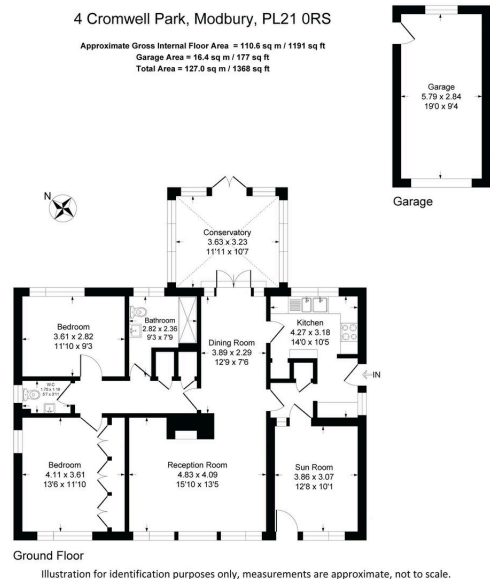 4 Cromwell Park, Modbury, PL21 0RS
Approximate Gross Internal Floor Area = 110.6 sq m / 1191 sq ft
Garage Area = 16.4 sq m / 177 sq ft
Total Area = 127.0 sq m / 1368 sq ft
Garage
5.79 x 2.84
19'0 x 9'4
Garage
N
Conservatory
3.63 x 3.23
11'11 x 10'7
Bedroom
3.61 x 2.82
11'10 x 9'3
Bathroom
2.82 x 2.36
9'3 x 7'9
Dining Room
3.89 x 2.29
12'9 x 7'6
Kitchen
4.27 x 3.18
14'0 x 10'5
IN
W.C
Bedroom
4.11 x 3.61
13'6 x 11'10
Reception Room
4.83 x 4.09
15'10 x 13'5
Sun Room
3.86 x 3.07
12'8 x 10'1
Ground Floor
Illustration for identification purposes only, measurements are approximate, not to scale.